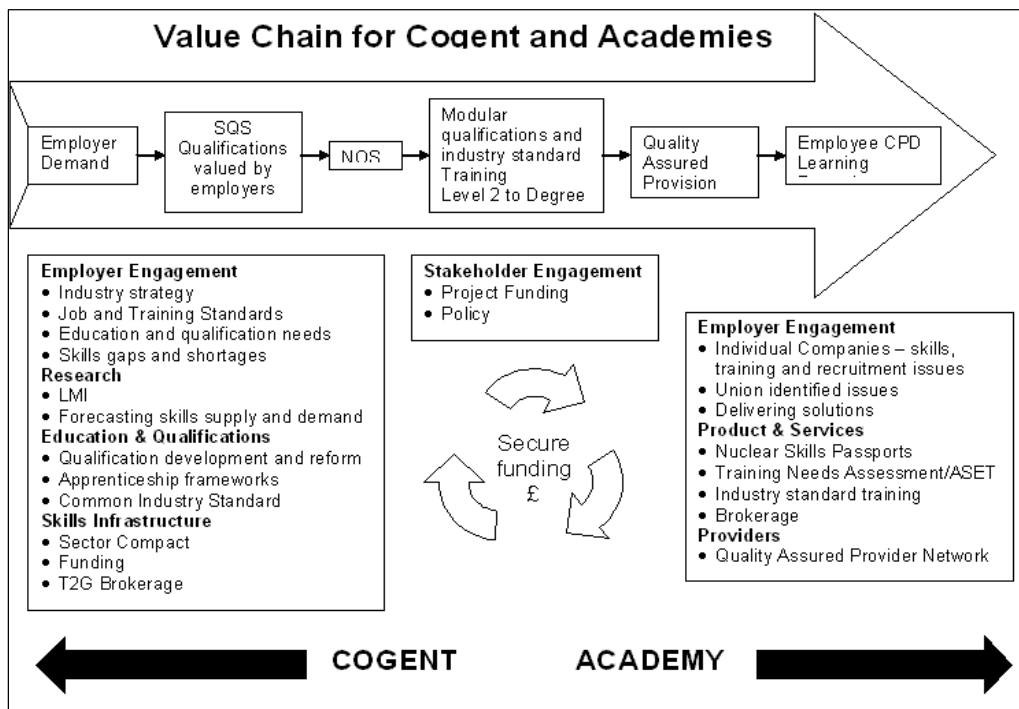 Value Chain for Cogent and Academies
Employer
Demand
SQS
Qualifications
valued by
employers
NOS
Modular
qualifications and
industry standard
Training
Level 2 to Degree
Quality
Assured
Provision
Employee CPD
Learning
Employer Engagement
• Industry strategy
• Job and Training Standards
• Education and qualification needs
• Skills gaps and shortages
Research
• LMI
• Forecasting skills supply and demand
Education & Qualifications
• Qualification development and reform
• Apprenticeship frameworks
• Common Industry Standard
Skills Infrastructure
• Sector Compact
• Funding
• T2G Brokerage
Stakeholder Engagement
• Project Funding
• Policy
Secure
funding
£
Employer Engagement
• Individual Companies – skills,
training and recruitment issues
• Union identified issues
• Delivering solutions
Product & Services
• Nuclear Skills Passports
• Training Needs Assessment/ASET
• Industry standard training
• Brokerage
Providers
• Quality Assured Provider Network
COGENT
ACADEMY